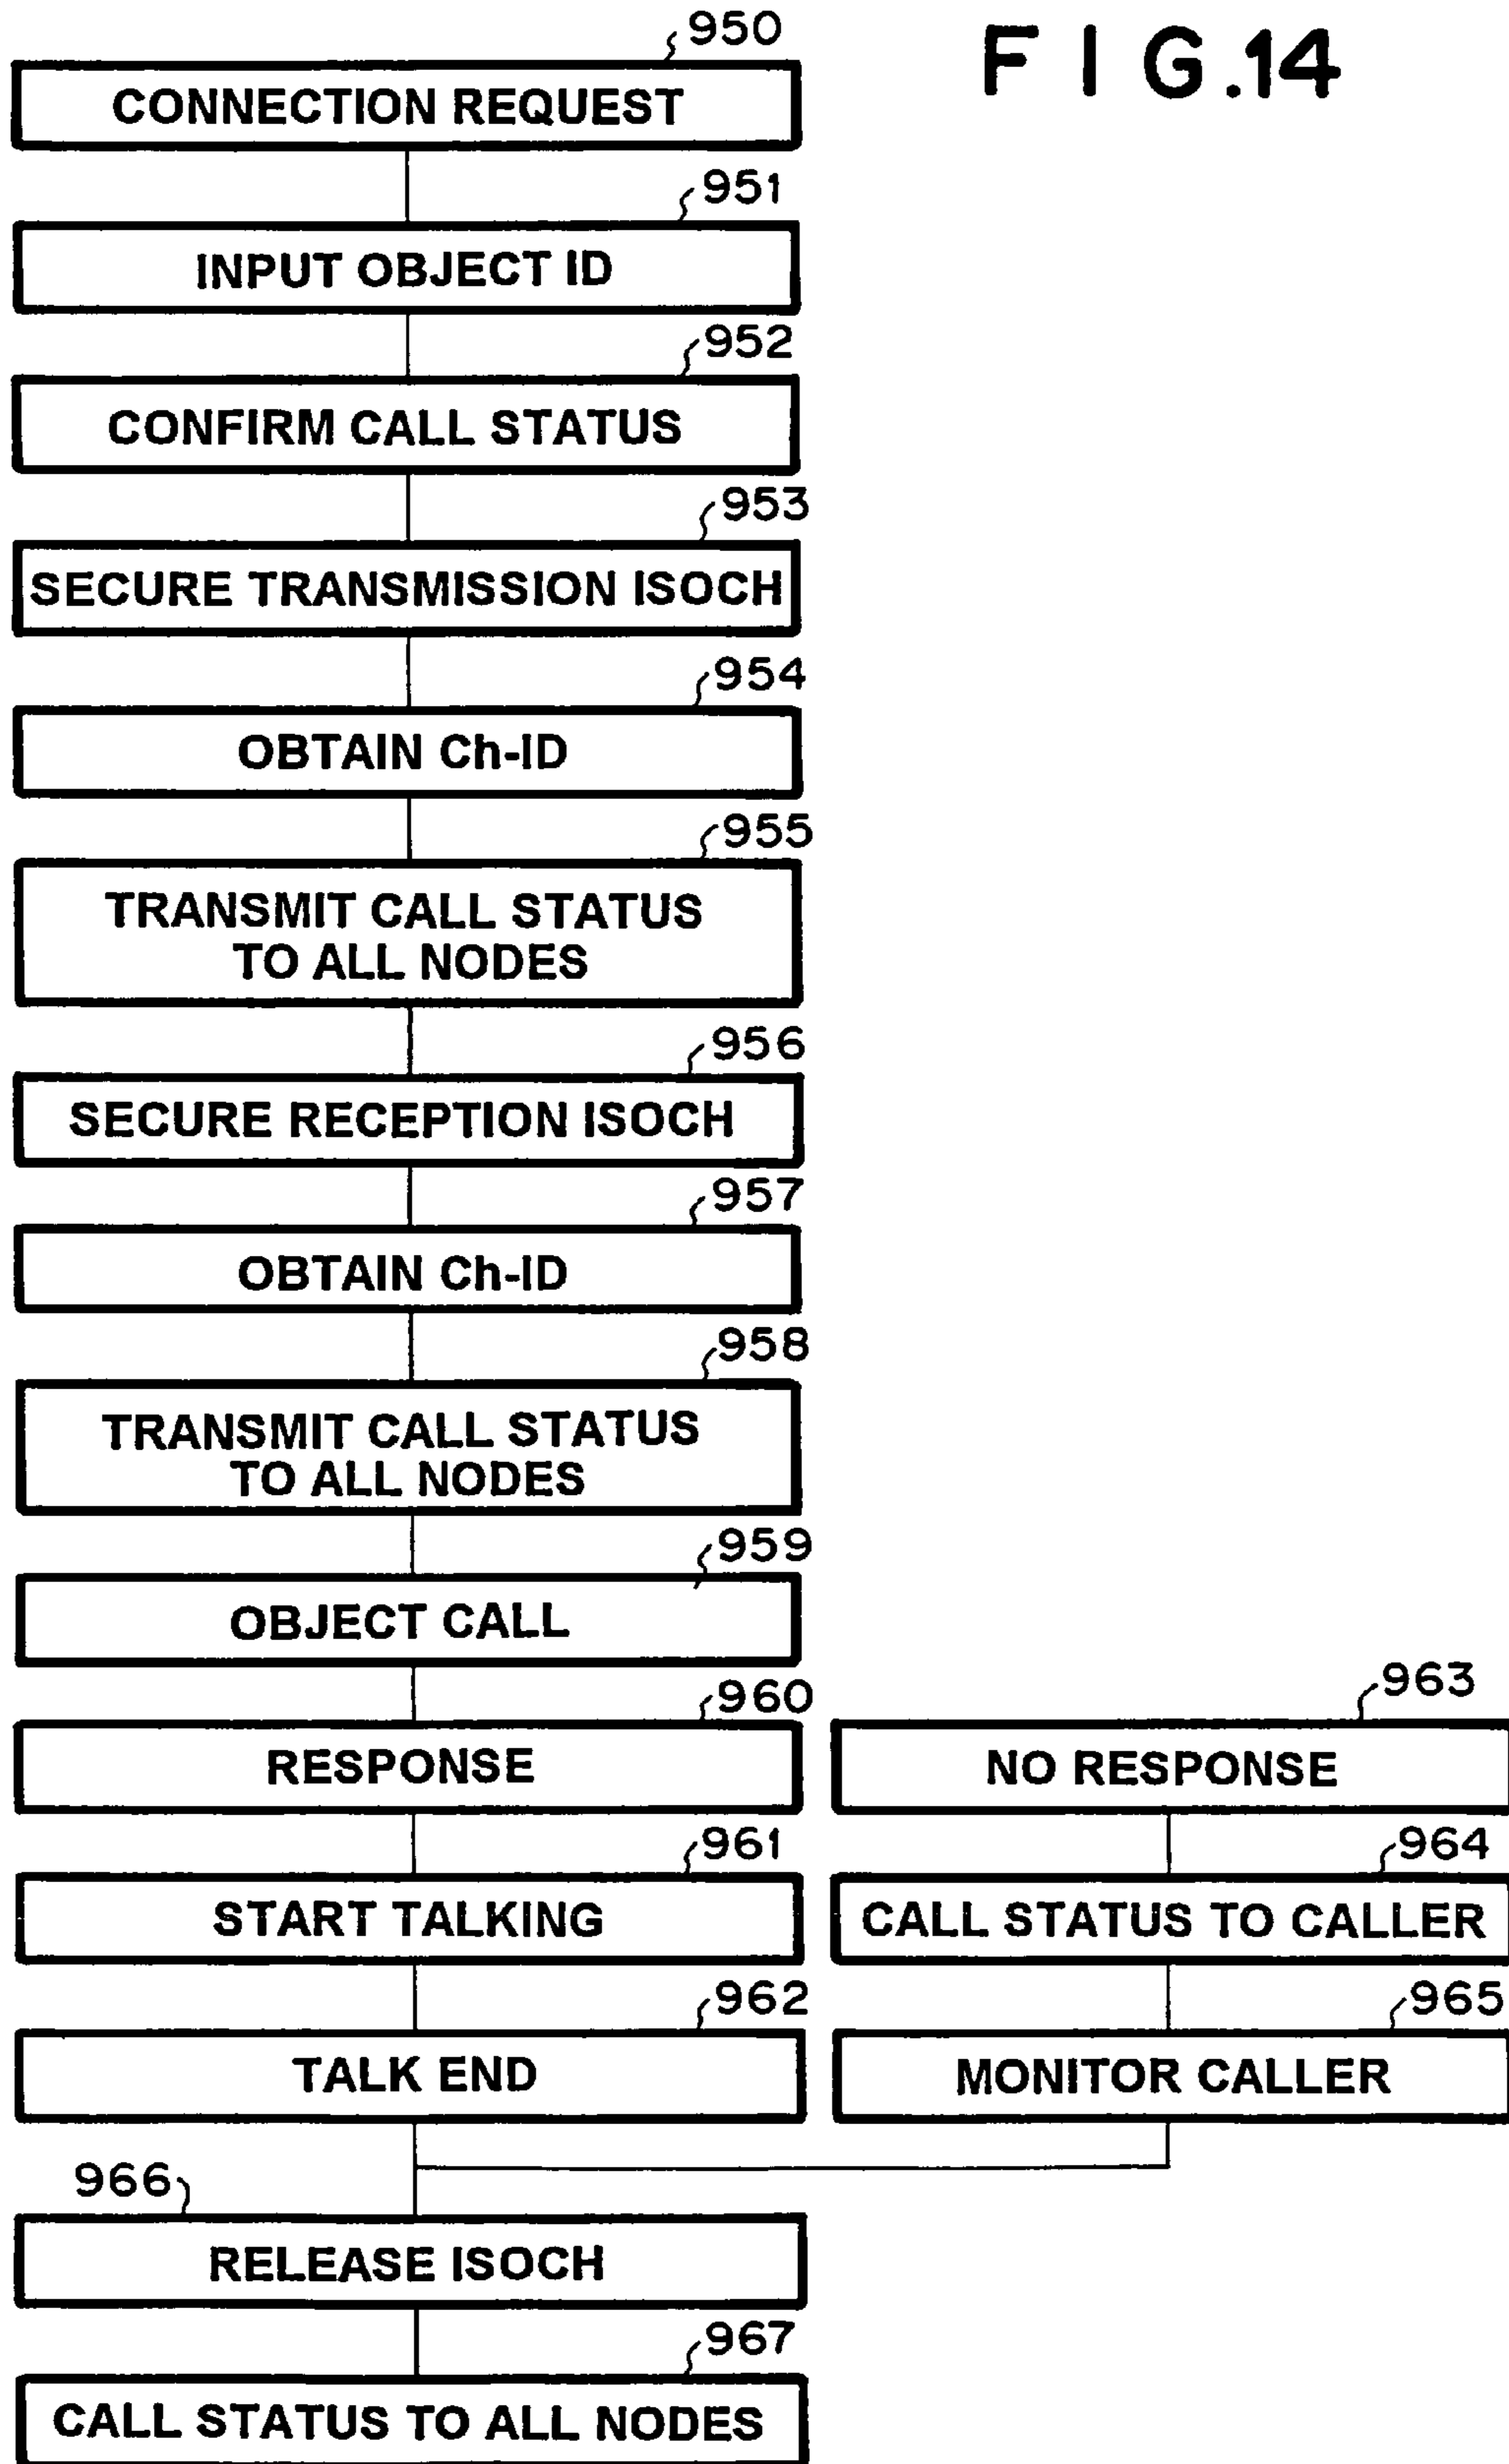 FIG.14
950
CONNECTION REQUEST
951
INPUT OBJECT ID
952
CONFIRM CALL STATUS
953
SECURE TRANSMISSION ISOCH
954
OBTAIN Ch-ID
955
TRANSMIT CALL STATUS
TO ALL NODES
956
SECURE RECEPTION ISOCH
957
OBTAIN Ch-ID
958
TRANSMIT CALL STATUS
TO ALL NODES
959
OBJECT CALL
960
RESPONSE
961
START TALKING
962
TALK END
963
NO RESPONSE
964
CALL STATUS TO CALLER
965
MONITOR CALLER
966
RELEASE ISOCH
967
CALL STATUS TO ALL NODES